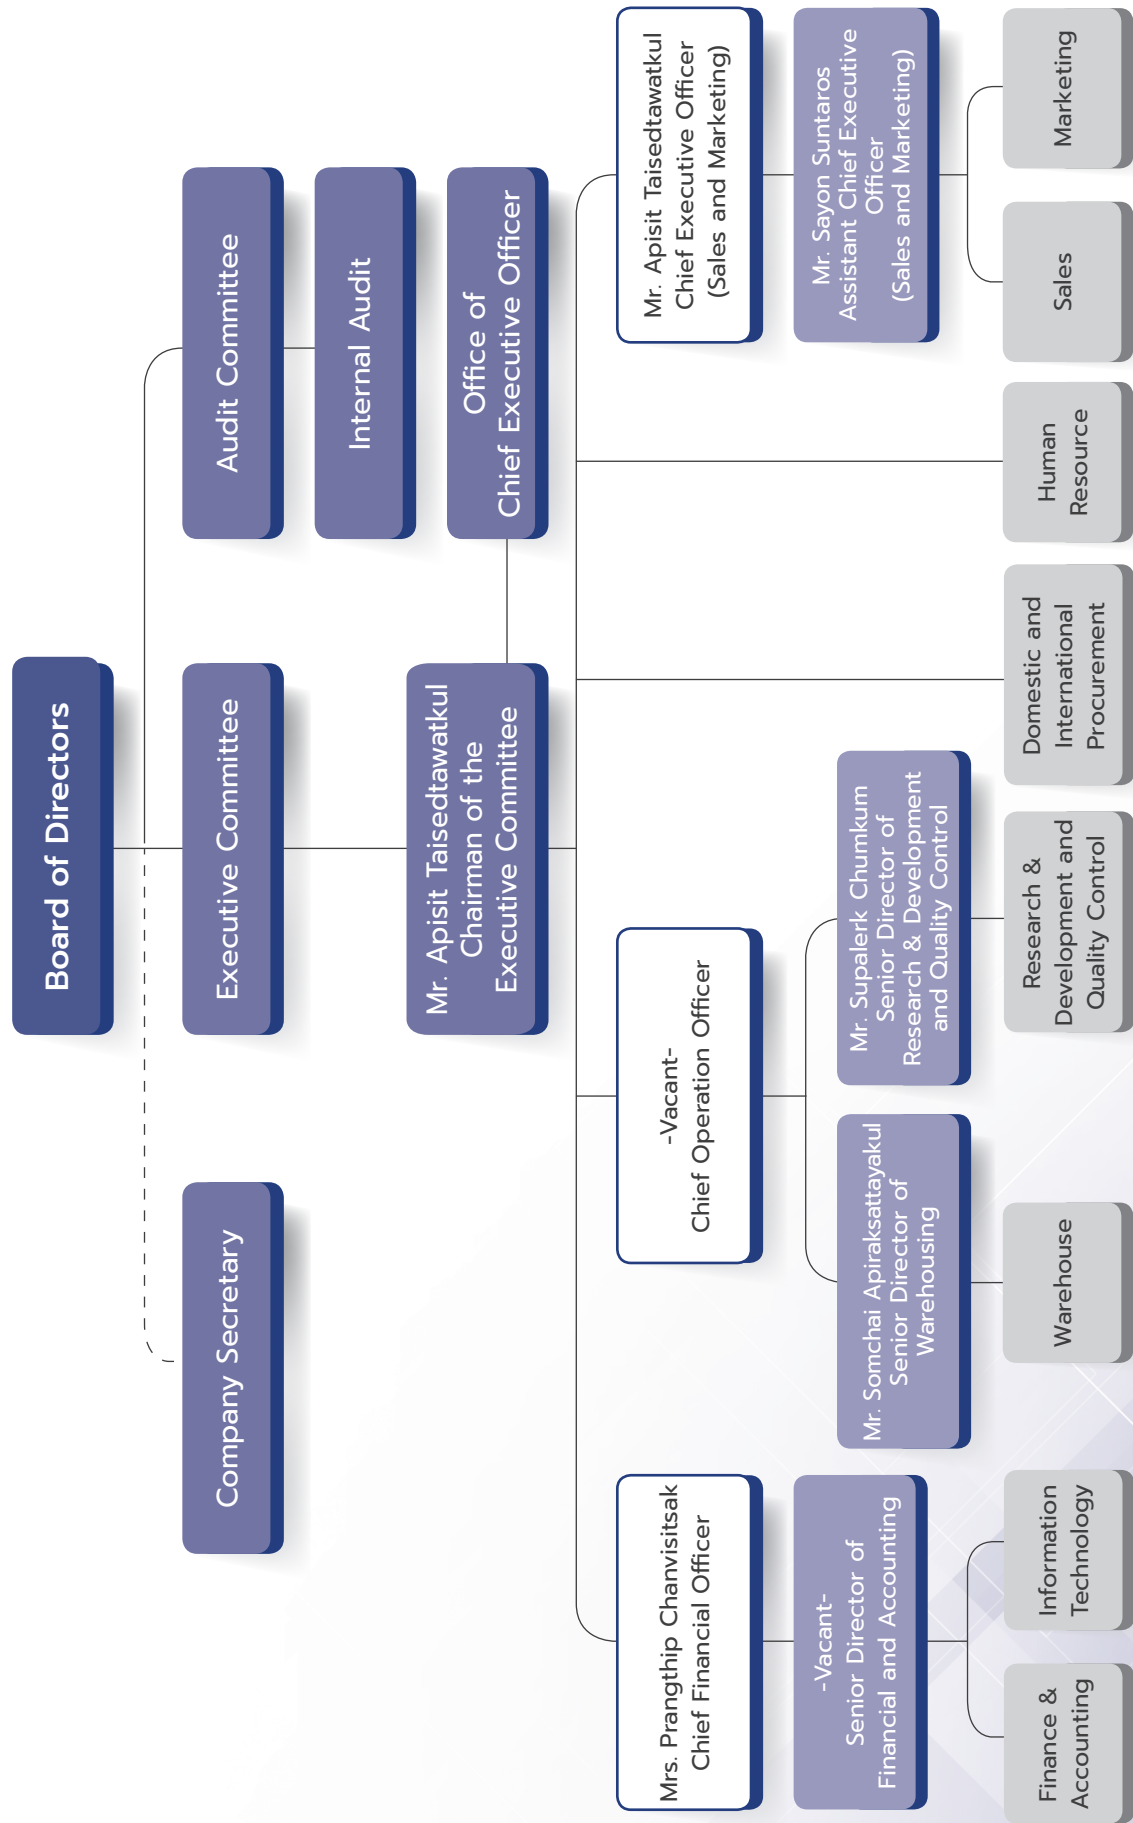 Board of Directors
Company Secretary
Executive Committee
Audit Committee
Internal Audit
Mr. Apisit Taisedtawatkul
Chairman of the
Executive Committee
Office of
Chief Executive Officer
Mrs. Prangthip Chanvisitsak
Chief Financial Officer
-Vacant-
Chief Operation Officer
Mr. Apisit Taisedtawatkul
Chief Executive Officer
(Sales and Marketing)
-Vacant-
Senior Director of
Financial and Accounting
Mr. Somchai Apiraksattayakul
Senior Director of
Warehousing
Mr. Supalerk Chumkum
Senior Director of
Research & Development
and Quality Control
Mr. Sayon Suntaros
Assistant Chief Executive
Officer
(Sales and Marketing)
Finance &
Accounting
Information
Technology
Warehouse
Research &
Development and
Quality Control
Domestic and
International
Procurement
Human
Resource
Sales
Marketing